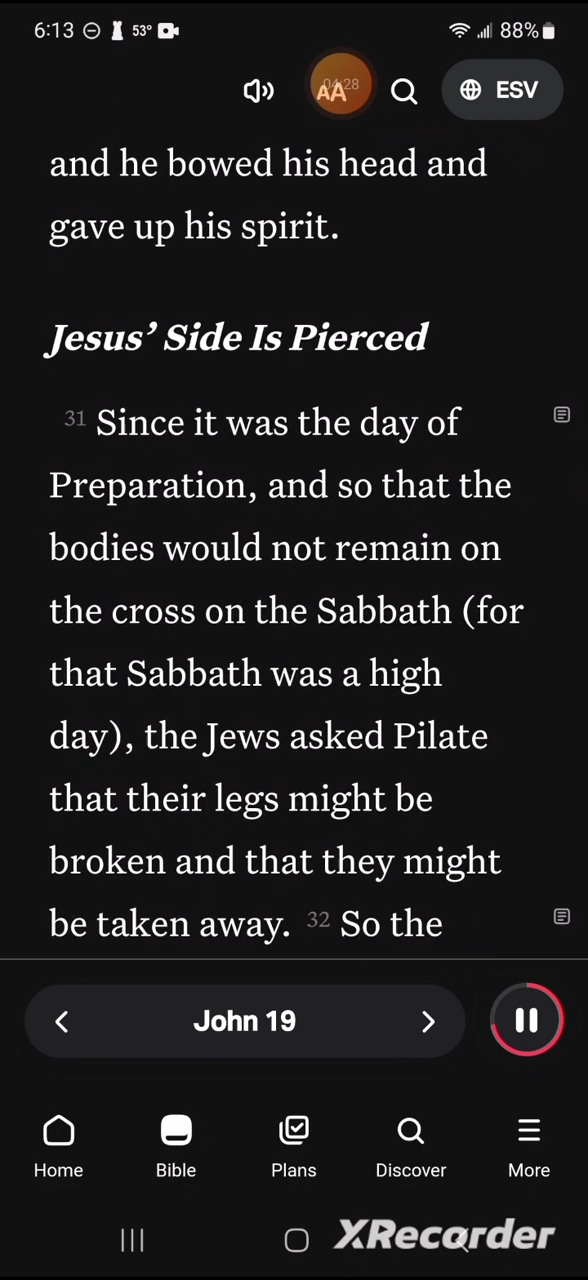 6:13 53° 88%
04:28 AA ESV
and he bowed his head and
gave up his spirit.
Jesus’ Side Is Pierced
31 Since it was the day of
Preparation, and so that the
bodies would not remain on
the cross on the Sabbath (for
that Sabbath was a high
day), the Jews asked Pilate
that their legs might be
broken and that they might
be taken away. 32 So the
John 19
Home Bible Plans Discover More
XRecorder